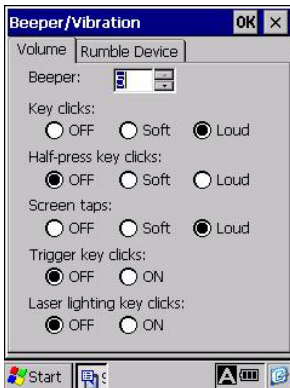 Beeper/Vibration OK
Volume Rumble Device
Beeper: 5
Key clicks:
OFF Soft Loud
Half-press key clicks:
OFF Soft Loud
Screen taps:
OFF Soft Loud
Trigger key clicks:
OFF ON
Laser lighting key clicks:
OFF ON
Start A